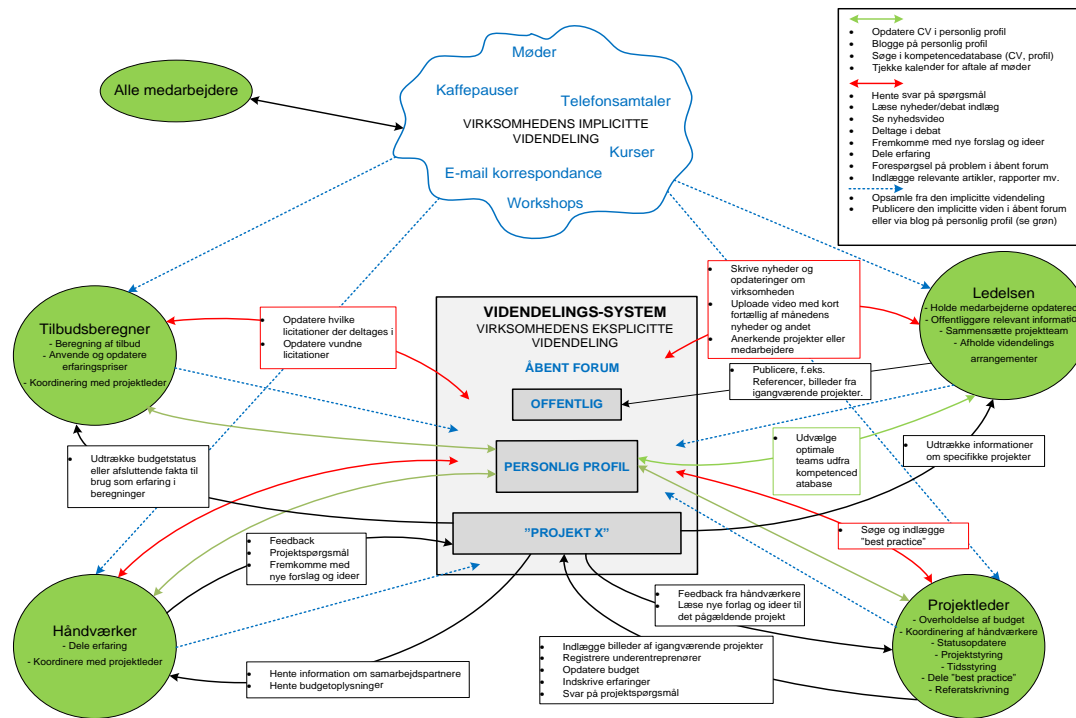 Møder
Kaffepauser
Telefonsamtaler
VIRKSOMHEDENS IMPLICITTE
VIDENDELING
Kurser
E-mail korrespondance
Workshops
Alle medarbejdere
Opdatere CV i personlig profil
Blogge på personlig profil
Søge i kompetencedatabase (CV, profil)
Tjekke kalender for aftale af møder
Hente svar på spørgsmål
Læse nyheder/debat indlæg
Se nyhedsvideo
Deltage i debat
Fremkomme med nye forslag og ideer
Dele erfaring
Forespørgsel på problem i åbent forum
Indlægge relevante artikler, rapporter mv.
Opsamle fra den implicitte videndeling
Publicere den implicitte viden i åbent forum
eller via blog på personlig profil (se grøn)
Tilbudsberegner
- Beregning af tilbud
- Anvende og opdatere
erfaringspriser
- Koordinering med projektleder
Opdatere hvilke
licitationer der deltages i
Opdatere vundne
licitationer
VIDENDELINGS-SYSTEM
VIRKSOMHEDENS EKSPLICITTE
VIDENDELING
ÅBENT FORUM
OFFENTLIG
PERSONLIG PROFIL
"PROJEKT X"
Skrive nyheder og
opdateringer om
virksomheden
Uploade video med kort
fortællig af månedens
nyheder og andet
Anerkende projekter eller
medarbejdere
Publicere, f.eks.
Referencer, billeder fra
igangværende projekter.
Ledelsen
- Holde medarbejderne opdateret
- Offentliggøre relevant information
- Sammensætte projektteam
- Afholde videndelings
arrangementer
Udtrække budgetstatus
eller afsluttende fakta til
brug som erfaring i
beregninger
Udvælge
optimale
teams udfra
kompetenced
atabase
Udtrække informationer
om specifikke projekter
Søge og indlægge
"best practice"
Feedback
Projektspørgsmål
Fremkomme med
nye forslag og ideer
Feedback fra håndværkere
Læse nye forlag og ideer til
det pågældende projekt
Håndværker
- Dele erfaring
- Koordinere med projektleder
Hente information om samarbejdspartnere
Hente budgetoplysninger
Indlægge billeder af igangværende projekter
Registrere underentreprenører
Opdatere budget
Indskrive erfaringer
Svar på projektspørgsmål
Projektleder
- Overholdelse af budget
- Koordinering af håndværkere
- Statusopdatere
- Projektstyring
- Tidsstyring
- Dele "best practice"
- Referatskrivning